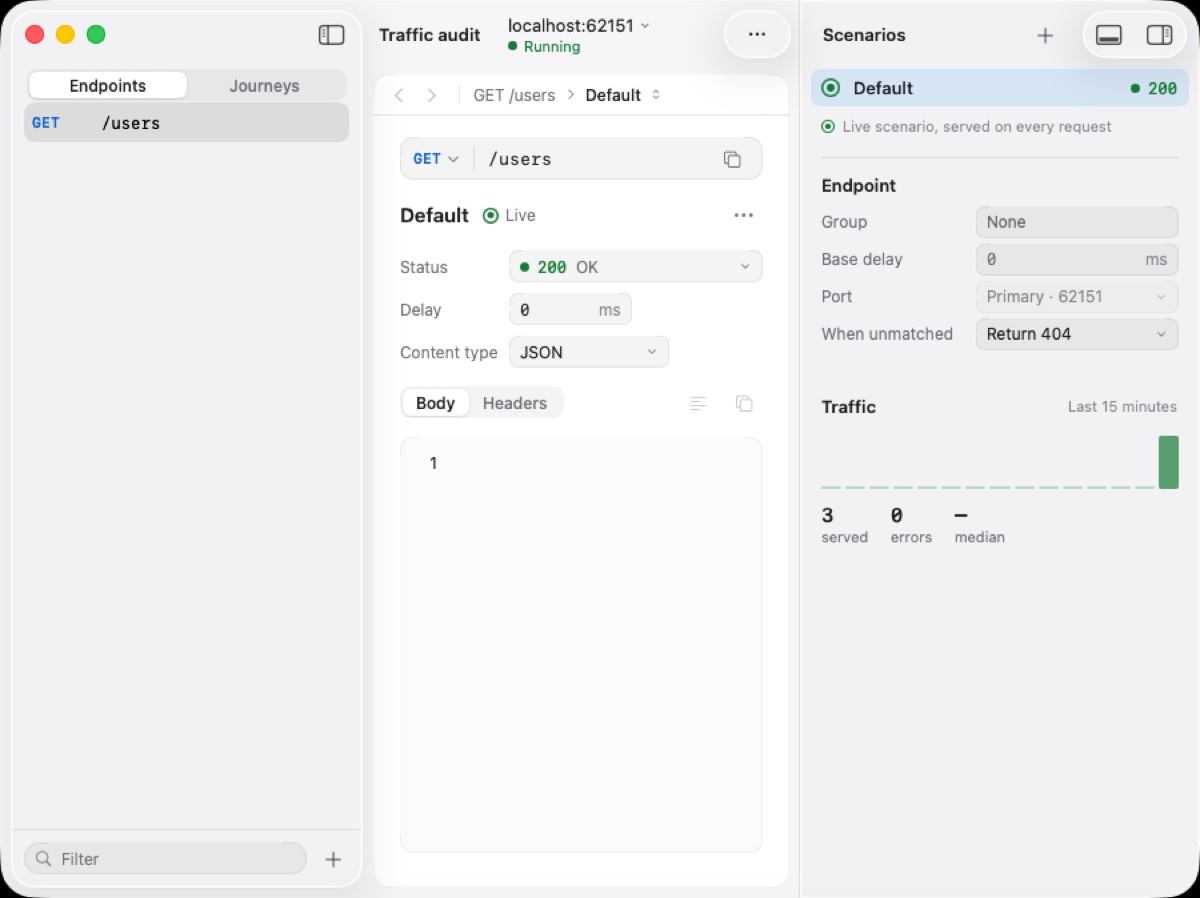 Endpoints
Journeys
GET /users
Filter
Traffic audit
localhost:62151
Running
GET /users
Default
GET /users
Default Live
Status 200 OK
Delay 0 ms
Content type JSON
Body
Headers
1
Scenarios
Default 200
Live scenario, served on every request
Endpoint
Group None
Base delay 0 ms
Port Primary · 62151
When unmatched Return 404
Traffic Last 15 minutes
3 0 –
served errors median